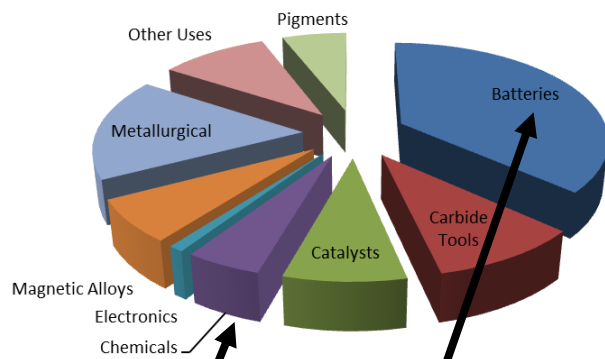 Pigments
Other Uses
Batteries
Metallurgical
Carbide
Tools
Catalysts
Magnetic Alloys
Electronics
Chemicals